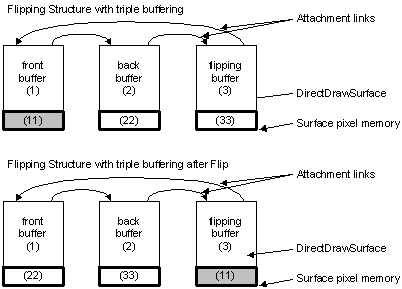 Flipping Structure with triple buffering
Attachment links
front buffer (1)
back buffer (2)
flipping buffer (3)
DirectDrawSurface
(11)
(22)
(33)
Surface pixel memory
Flipping Structure with triple buffering after Flip
Attachment links
front buffer (1)
back buffer (2)
flipping buffer (3)
DirectDrawSurface
(22)
(33)
(11)
Surface pixel memory